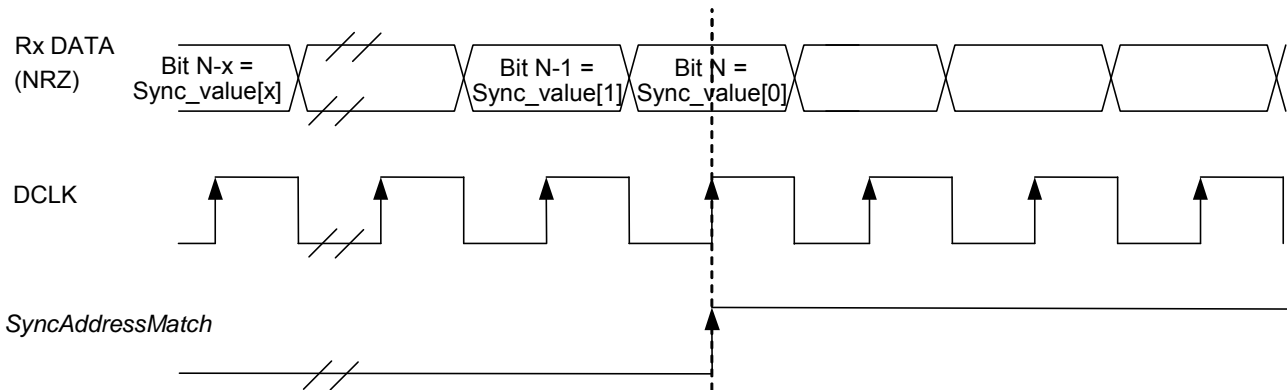 Rx DATA
(NRZ)
Bit N-x =
Sync_value[x]
Bit N-1 =
Sync_value[1]
Bit N =
Sync_value[0]
DCLK
SyncAddressMatch